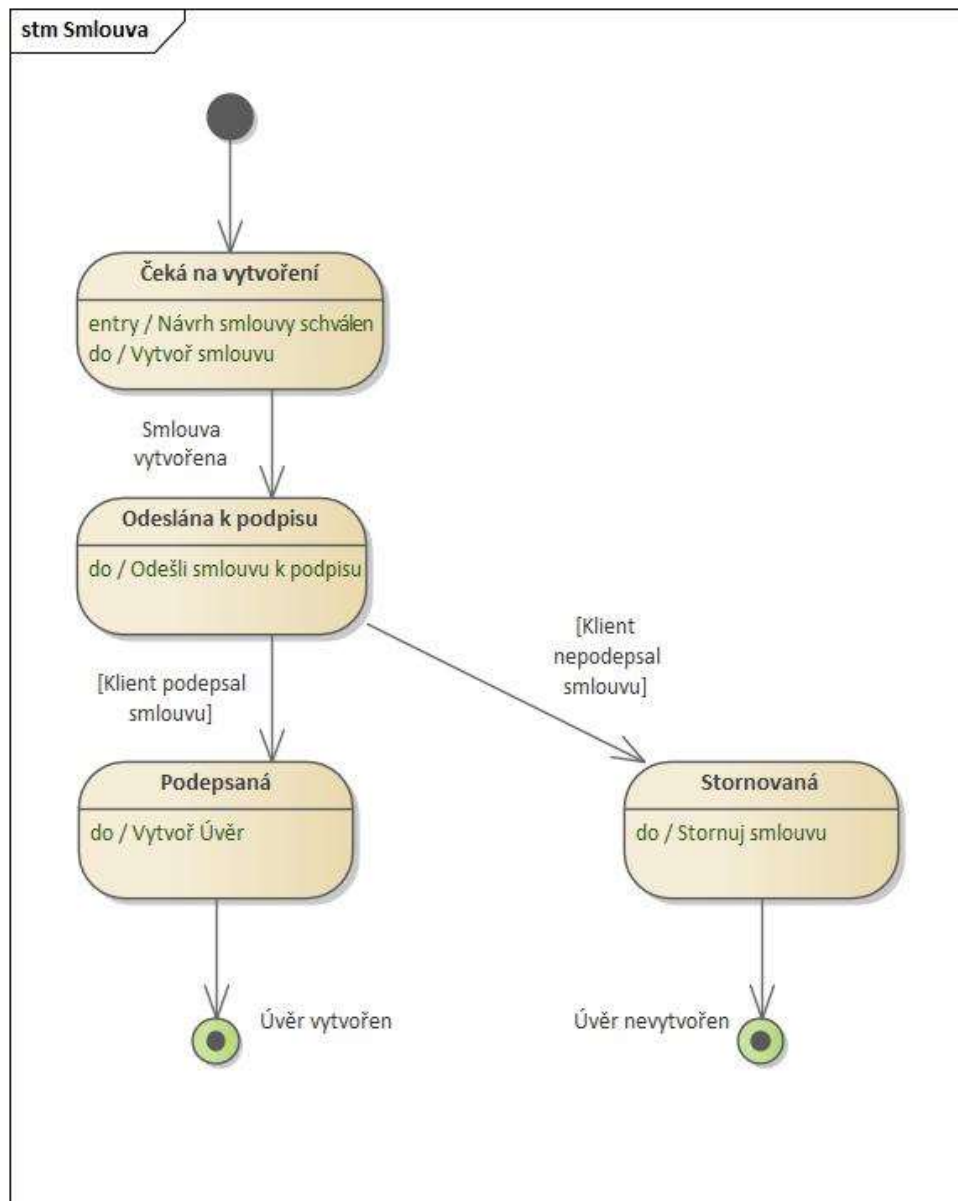 stm Smlouva
Čeká na vytvoření
entry / Návrh smlouvy schválen
do / Vytvoř smlouvu
Smlouva
vytvořena
Odeslána k podpisu
do / Odešli smlouvu k podpisu
[Klient
nepodepsal
smlouvu]
[Klient podepsal
smlouvu]
Podepsaná
do / Vytvoř Úvěr
Stornovaná
do / Stornuj smlouvu
Úvěr vytvořen
Úvěr nevytvořen